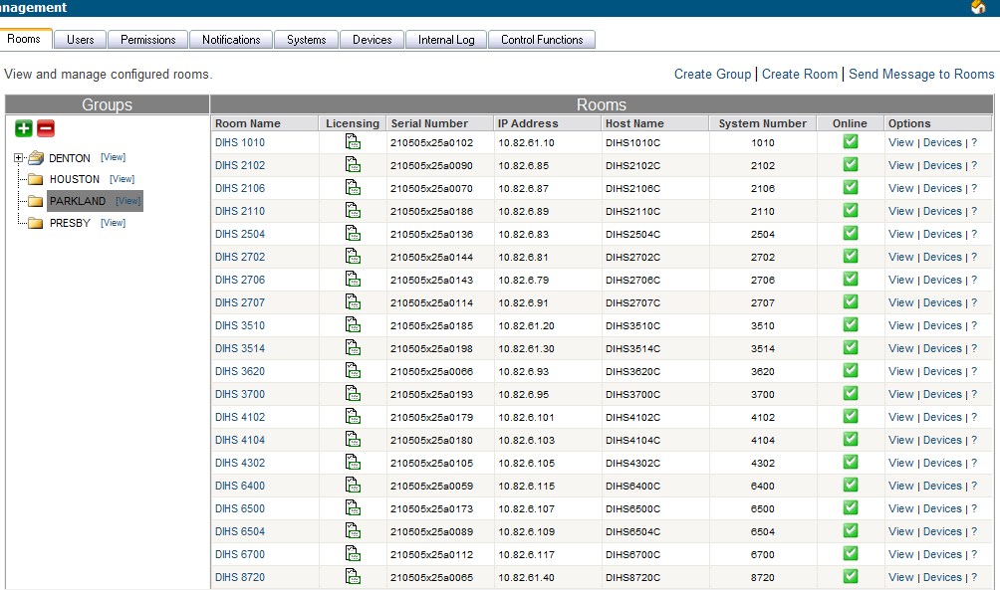 anagement
Rooms Users Permissions Notifications Systems Devices Internal Log Control Functions
View and manage configured rooms. Create Group | Create Room | Send Message to Rooms
Groups Rooms
Room Name Licensing Serial Number IP Address Host Name System Number Online Options
DENTON [View]
HOUSTON [View]
PARKLAND [View]
PRESBY [View]
DIHS 1010 210505x25a0102 10.82.61.10 DIHS1010C 1010 View | Devices | ?
DIHS 2102 210505x25a0090 10.82.6.85 DIHS2102C 2102 View | Devices | ?
DIHS 2106 210505x25a0070 10.82.6.87 DIHS2106C 2106 View | Devices | ?
DIHS 2110 210505x25a0186 10.82.6.89 DIHS2110C 2110 View | Devices | ?
DIHS 2504 210505x25a0136 10.82.6.83 DIHS2504C 2504 View | Devices | ?
DIHS 2702 210505x25a0144 10.82.6.81 DIHS2702C 2702 View | Devices | ?
DIHS 2706 210505x25a0143 10.82.6.79 DIHS2706C 2706 View | Devices | ?
DIHS 2707 210505x25a0114 10.82.6.91 DIHS2707C 2707 View | Devices | ?
DIHS 3510 210505x25a0185 10.82.61.20 DIHS3510C 3510 View | Devices | ?
DIHS 3514 210505x25a0198 10.82.61.30 DIHS3514C 3514 View | Devices | ?
DIHS 3620 210505x25a0066 10.82.6.93 DIHS3620C 3620 View | Devices | ?
DIHS 3700 210505x25a0193 10.82.6.95 DIHS3700C 3700 View | Devices | ?
DIHS 4102 210505x25a0179 10.82.6.101 DIHS4102C 4102 View | Devices | ?
DIHS 4104 210505x25a0180 10.82.6.103 DIHS4104C 4104 View | Devices | ?
DIHS 4302 210505x25a0105 10.82.6.105 DIHS4302C 4302 View | Devices | ?
DIHS 6400 210505x25a0059 10.82.6.115 DIHS6400C 6400 View | Devices | ?
DIHS 6500 210505x25a0173 10.82.6.107 DIHS6500C 6500 View | Devices | ?
DIHS 6504 210505x25a0089 10.82.6.109 DIHS6504C 6504 View | Devices | ?
DIHS 6700 210505x25a0112 10.82.6.117 DIHS6700C 6700 View | Devices | ?
DIHS 8720 210505x25a0065 10.82.61.40 DIHS8720C 8720 View | Devices | ?